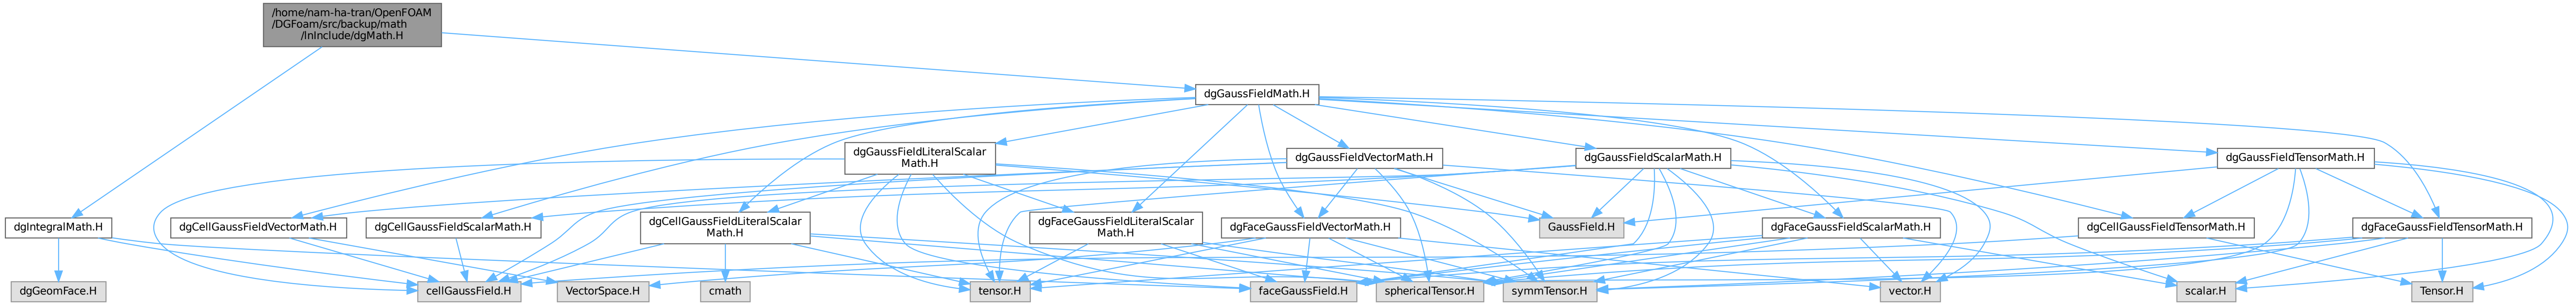 /home/nam-ha-tran/OpenFOAM
/DGFoam/src/backup/math
/lnInclude/dgMath.H
dgGaussFieldMath.H
dgGaussFieldLiteralScalar
Math.H
dgGaussFieldVectorMath.H
dgGaussFieldScalarMath.H
dgGaussFieldTensorMath.H
dgIntegralMath.H
dgCellGaussFieldVectorMath.H
dgCellGaussFieldScalarMath.H
dgCellGaussFieldLiteralScalar
Math.H
dgFaceGaussFieldLiteralScalar
Math.H
dgFaceGaussFieldVectorMath.H
GaussField.H
dgFaceGaussFieldScalarMath.H
dgCellGaussFieldTensorMath.H
dgFaceGaussFieldTensorMath.H
dgGeomFace.H
cellGaussField.H
VectorSpace.H
cmath
tensor.H
faceGaussField.H
sphericalTensor.H
symmTensor.H
vector.H
scalar.H
Tensor.H